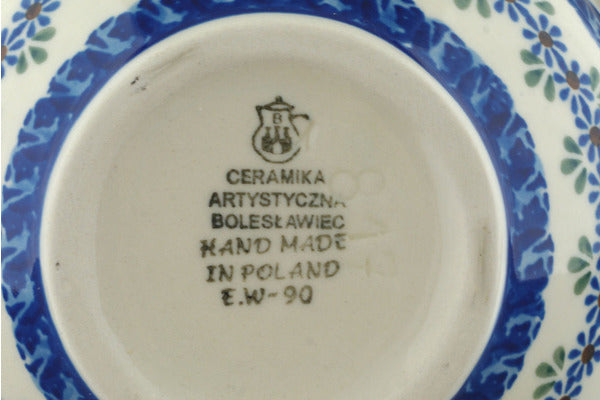 B
CERAMIKA
ARTYSTYCZNA
BOLESŁAWIEC
HAND MADE
IN POLAND
E.W-90